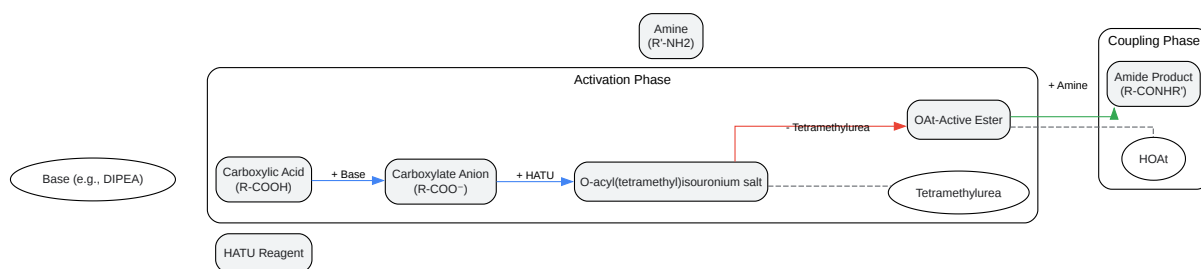 Amine
(R'-NH2)
Coupling Phase
Activation Phase
+ Amine
Amide Product
(R-CONHR')
OAt-Active Ester
- Tetramethylurea
HOAt
Base (e.g., DIPEA)
Carboxylic Acid
(R-COOH)
+ Base
Carboxylate Anion
(R-COO⁻)
+ HATU
O-acyl(tetramethyl)isouronium salt
Tetramethylurea
HATU Reagent